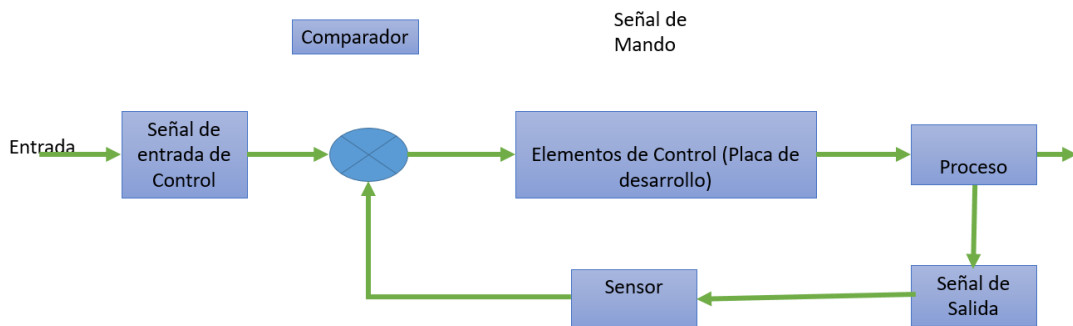 Comparador
Señal de
Mando
Entrada
Señal de
entrada de
Control
Elementos de Control (Placa de
desarrollo)
Proceso
Sensor
Señal de
Salida